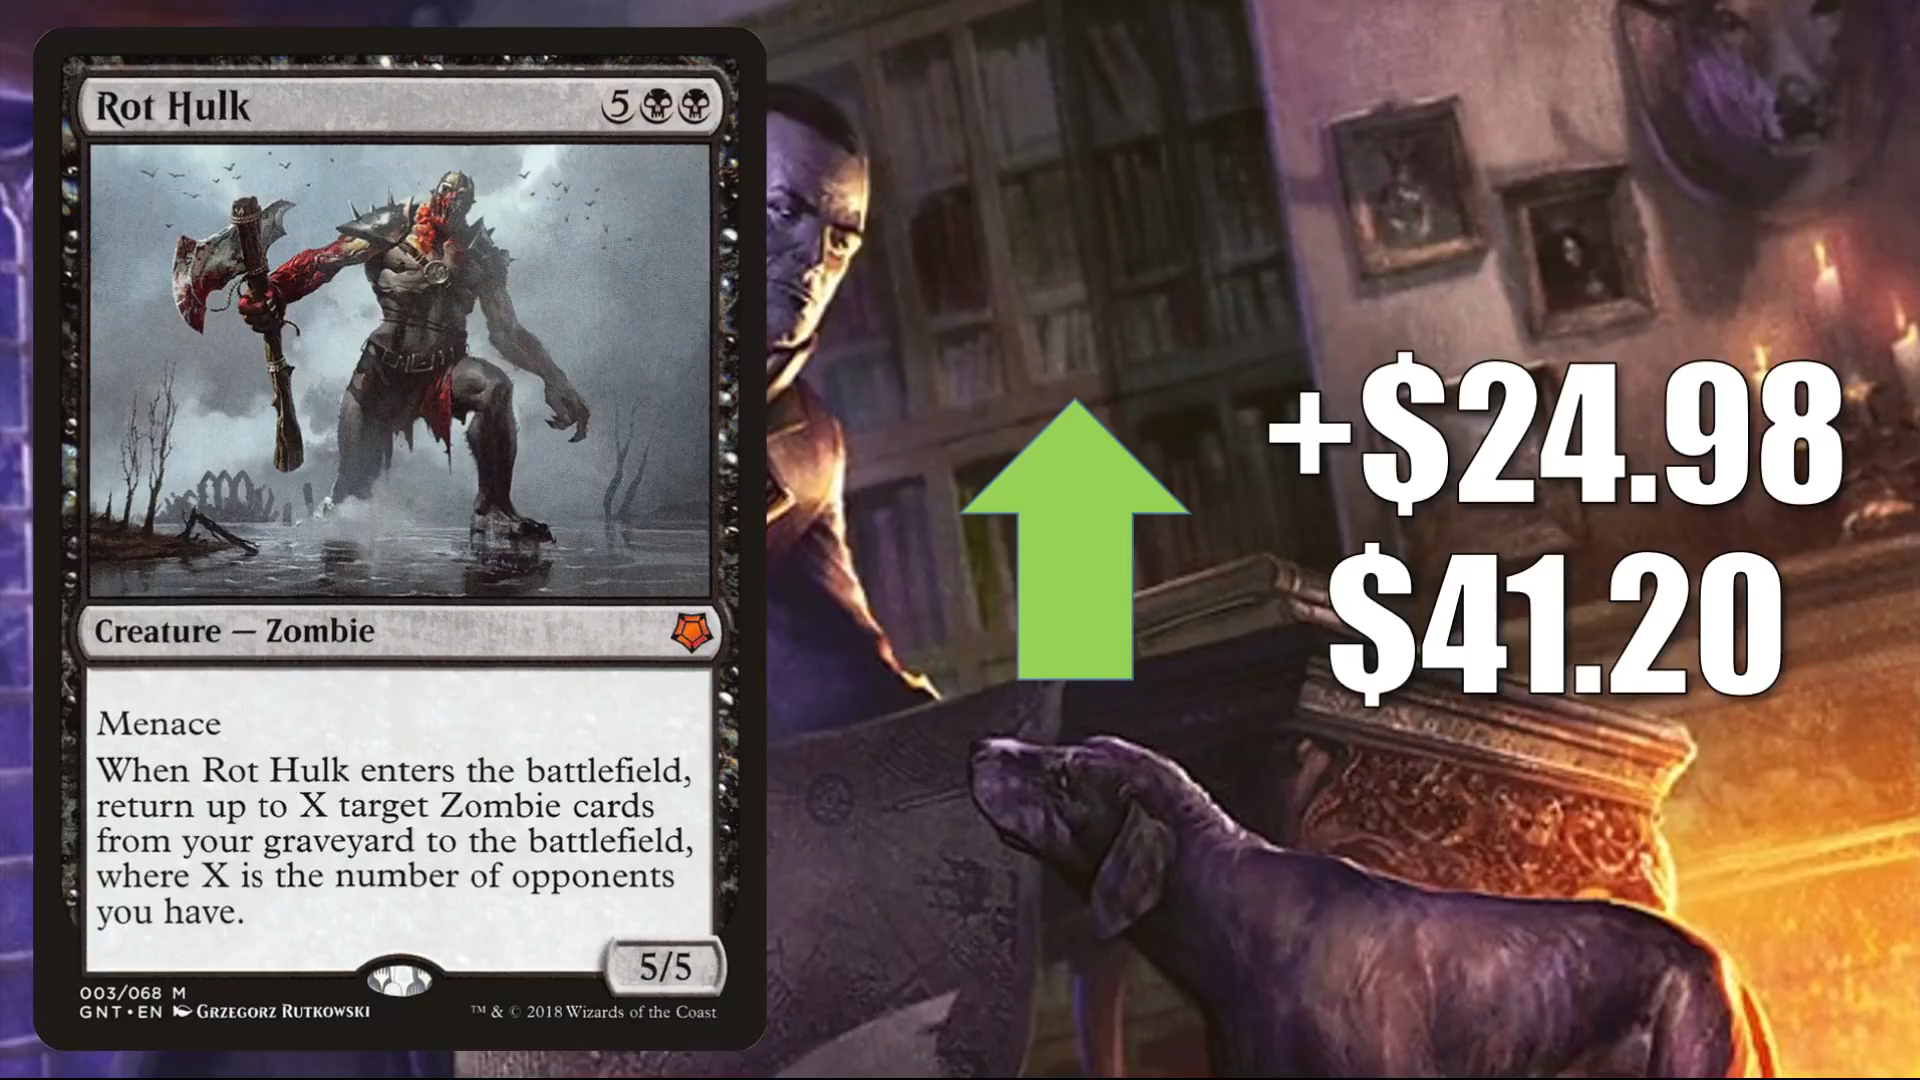 Rot Hulk
5
Creature — Zombie
Menace
When Rot Hulk enters the battlefield,
return up to X target Zombie cards
from your graveyard to the battlefield,
where X is the number of opponents
you have.
5/5
003/068 M
GNT • EN GRZEGORZ RUTKOWSKI
™ & © 2018 Wizards of the Coast
+$24.98
$41.20